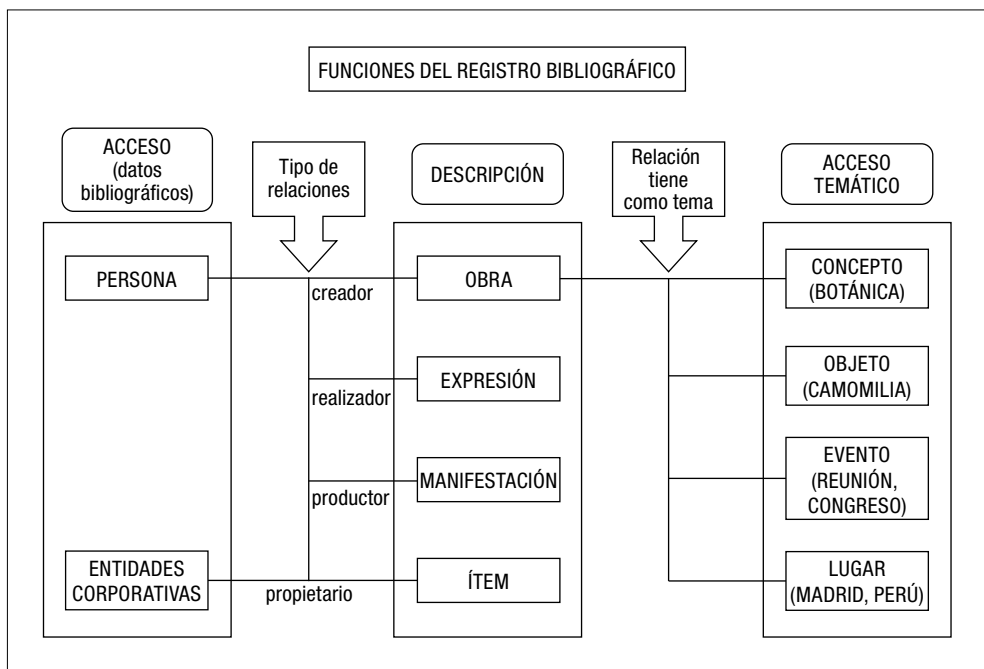 FUNCIONES DEL REGISTRO BIBLIOGRÁFICO
ACCESO
(datos
bibliográficos)
Tipo de
relaciones
DESCRIPCIÓN
Relación
tiene
como tema
ACCESO
TEMÁTICO
PERSONA
creador
OBRA
CONCEPTO
(BOTÁNICA)
realizador
EXPRESIÓN
OBJETO
(CAMOMILIA)
productor
MANIFESTACIÓN
EVENTO
(REUNIÓN,
CONGRESO)
ENTIDADES
CORPORATIVAS
propietario
ÍTEM
LUGAR
(MADRID, PERÚ)